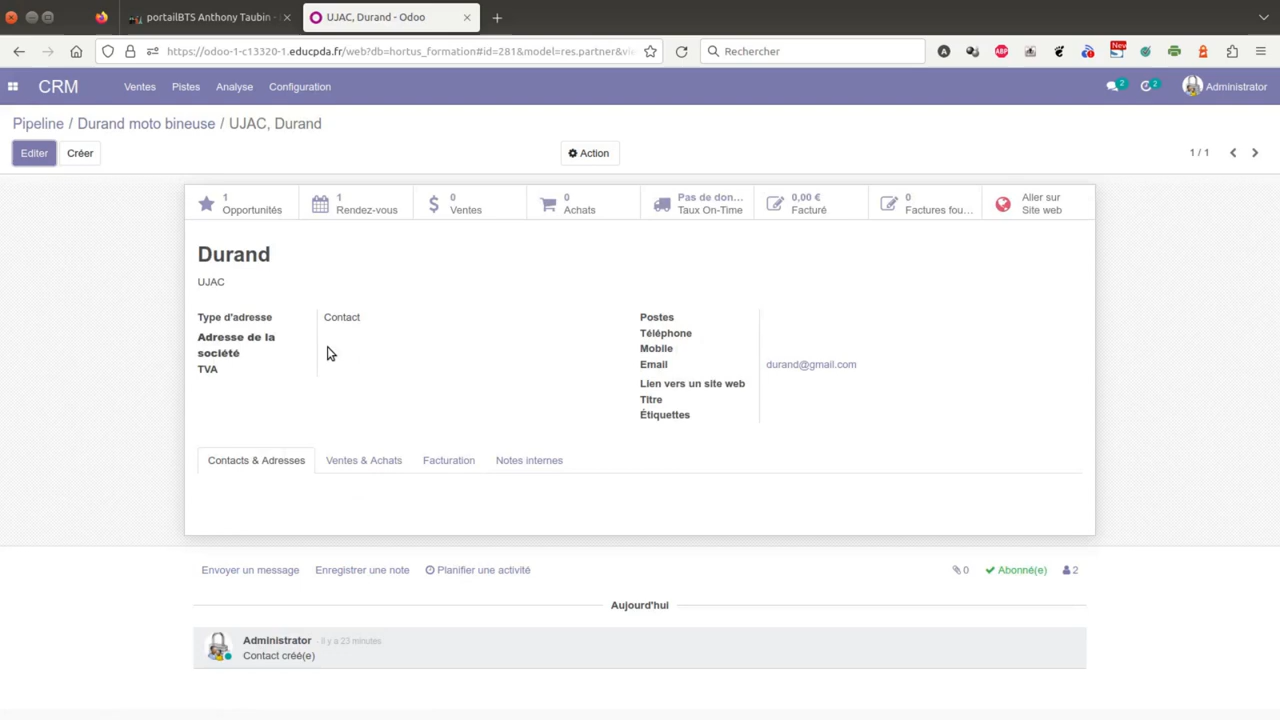 portailBTS Anthony Taubin -
UJAC, Durand - Odoo
https://odoo-1-c13320-1.educpda.fr/web?db=hortus_formation#id=281&model=res.partner&vie
Rechercher
ABP
New
CRM
Ventes
Pistes
Analyse
Configuration
2
2
Administrator
Pipeline / Durand moto bineuse / UJAC, Durand
Editer
Créer
Action
1 / 1
1
Opportunités
1
Rendez-vous
0
Ventes
0
Achats
Pas de don...
Taux On-Time
0,00 €
Facturé
0
Factures fou...
Aller sur
Site web
Durand
UJAC
Type d'adresse
Contact
Adresse de la
société
TVA
Postes
Téléphone
Mobile
Email
durand@gmail.com
Lien vers un site web
Titre
Étiquettes
Contacts & Adresses
Ventes & Achats
Facturation
Notes internes
Envoyer un message
Enregistrer une note
Planifier une activité
0
Abonné(e)
2
Aujourd'hui
Administrator - Il y a 23 minutes
Contact créé(e)